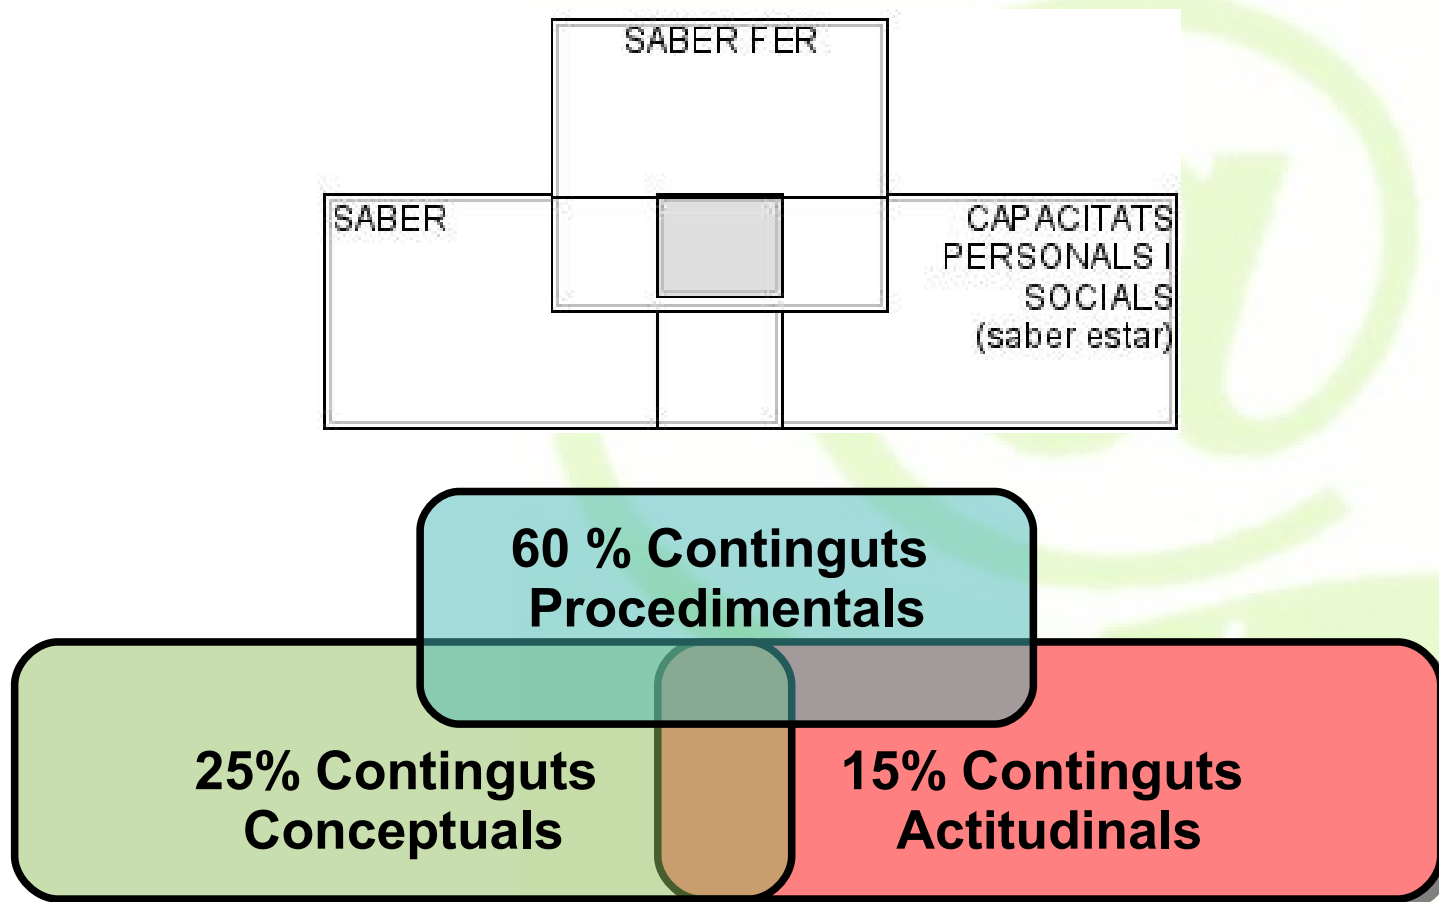 SABER FER
SABER
CAPACITATS
PERSONALS I
SOCIALS
(saber estar)
60 % Continguts
Procedimentals
25% Continguts
Conceptuals
15% Continguts
Actitudinals